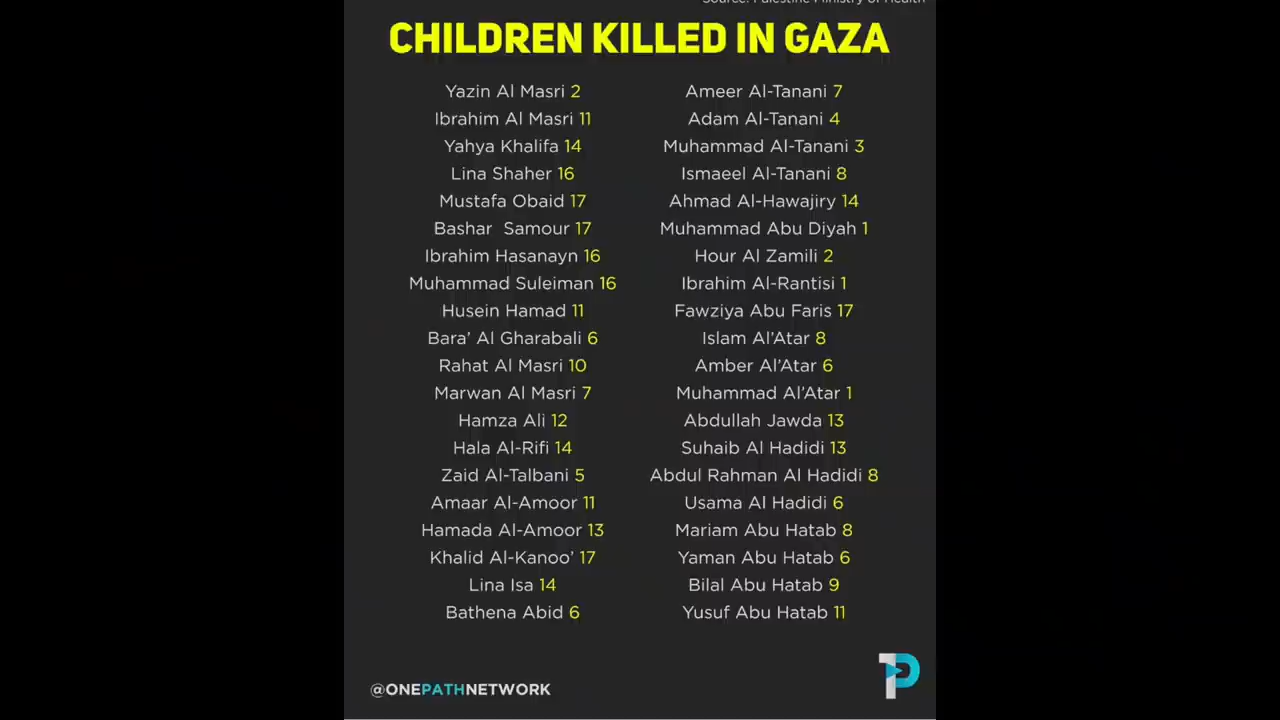 Source: Palestine Ministry of Health
CHILDREN KILLED IN GAZA
Yazin Al Masri 2
Ibrahim Al Masri 11
Yahya Khalifa 14
Lina Shaher 16
Mustafa Obaid 17
Bashar  Samour 17
Ibrahim Hasanayn 16
Muhammad Suleiman 16
Husein Hamad 11
Bara’ Al Gharabali 6
Rahat Al Masri 10
Marwan Al Masri 7
Hamza Ali 12
Hala Al-Rifi 14
Zaid Al-Talbani 5
Amaar Al-Amoor 11
Hamada Al-Amoor 13
Khalid Al-Kanoo’ 17
Lina Isa 14
Bathena Abid 6
Ameer Al-Tanani 7
Adam Al-Tanani 4
Muhammad Al-Tanani 3
Ismaeel Al-Tanani 8
Ahmad Al-Hawajiry 14
Muhammad Abu Diyah 1
Hour Al Zamili 2
Ibrahim Al-Rantisi 1
Fawziya Abu Faris 17
Islam Al’Atar 8
Amber Al’Atar 6
Muhammad Al’Atar 1
Abdullah Jawda 13
Suhaib Al Hadidi 13
Abdul Rahman Al Hadidi 8
Usama Al Hadidi 6
Mariam Abu Hatab 8
Yaman Abu Hatab 6
Bilal Abu Hatab 9
Yusuf Abu Hatab 11
@ONEPATHNETWORK